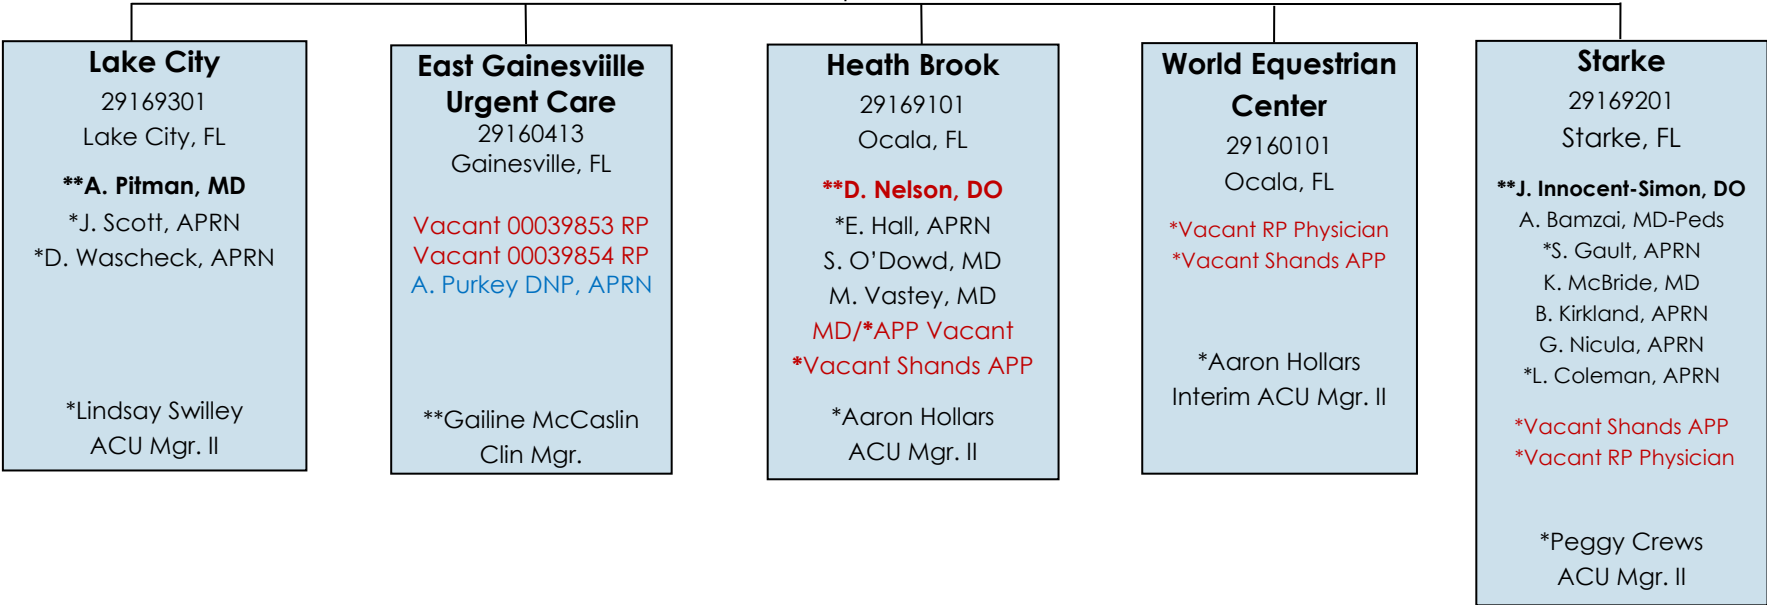 Lake City
29169301
Lake City, FL
**A. Pitman, MD
*J. Scott, APRN
*D. Wascheck, APRN
*Lindsay Swilley
ACU Mgr. II
East Gainesviille
Urgent Care
29160413
Gainesville, FL
Vacant 00039853 RP
Vacant 00039854 RP
A. Purkey DNP, APRN
**Gailine McCaslin
Clin Mgr.
Heath Brook
29169101
Ocala, FL
**D. Nelson, DO
*E. Hall, APRN
S. O’Dowd, MD
M. Vastey, MD
MD/*APP Vacant
*Vacant Shands APP
*Aaron Hollars
ACU Mgr. II
World Equestrian
Center
29160101
Ocala, FL
*Vacant RP Physician
*Vacant Shands APP
*Aaron Hollars
Interim ACU Mgr. II
Starke
29169201
Starke, FL
**J. Innocent-Simon, DO
A. Bamzai, MD-Peds
*S. Gault, APRN
K. McBride, MD
B. Kirkland, APRN
G. Nicula, APRN
*L. Coleman, APRN
*Vacant Shands APP
*Vacant RP Physician
*Peggy Crews
ACU Mgr. II